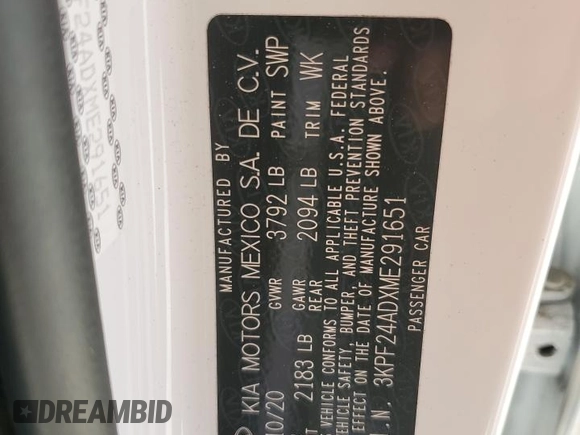 MANUFACTURED BY
KIA MOTORS MEXICO S.A. DE C.V.
10/20 GVWR 3792 LB PAINT SWP
2183 LB GAWR REAR 2094 LB TRIM WK
VEHICLE CONFORMS TO ALL APPLICABLE U.S.A. FEDERAL
VEHICLE SAFETY, BUMPER, AND THEFT PREVENTION STANDARDS
EFFECT ON THE DATE OF MANUFACTURE SHOWN ABOVE.
I.N. 3KPF24ADXME291651
PASSENGER CAR
24ADXME291651
DREAMBID